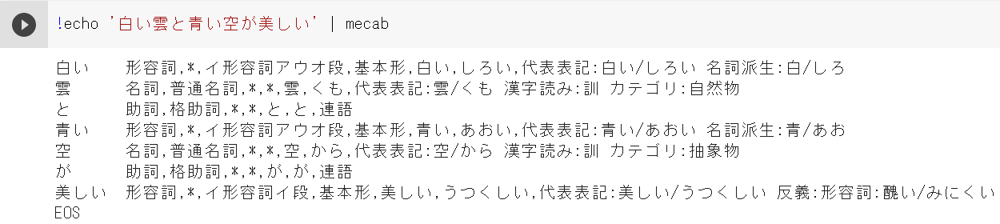 !echo '白い雲と青い空が美しい' | mecab
白い 形容詞,*,イ形容詞アウオ段,基本形,白い,しろい,代表表記:白い/しろい 名詞派生:白/しろ
雲 名詞,普通名詞,*,*,雲,くも,代表表記:雲/くも 漢字読み:訓 カテゴリ:自然物
と 助詞,格助詞,*,*,と,と,連語
青い 形容詞,*,イ形容詞アウオ段,基本形,青い,あおい,代表表記:青い/あおい 名詞派生:青/あお
空 名詞,普通名詞,*,*,空,から,代表表記:空/から 漢字読み:訓 カテゴリ:抽象物
が 助詞,格助詞,*,*,が,が,連語
美しい 形容詞,*,イ形容詞イ段,基本形,美しい,うつくしい,代表表記:美しい/うつくしい 反義:形容詞:醜い/みにくい
EOS